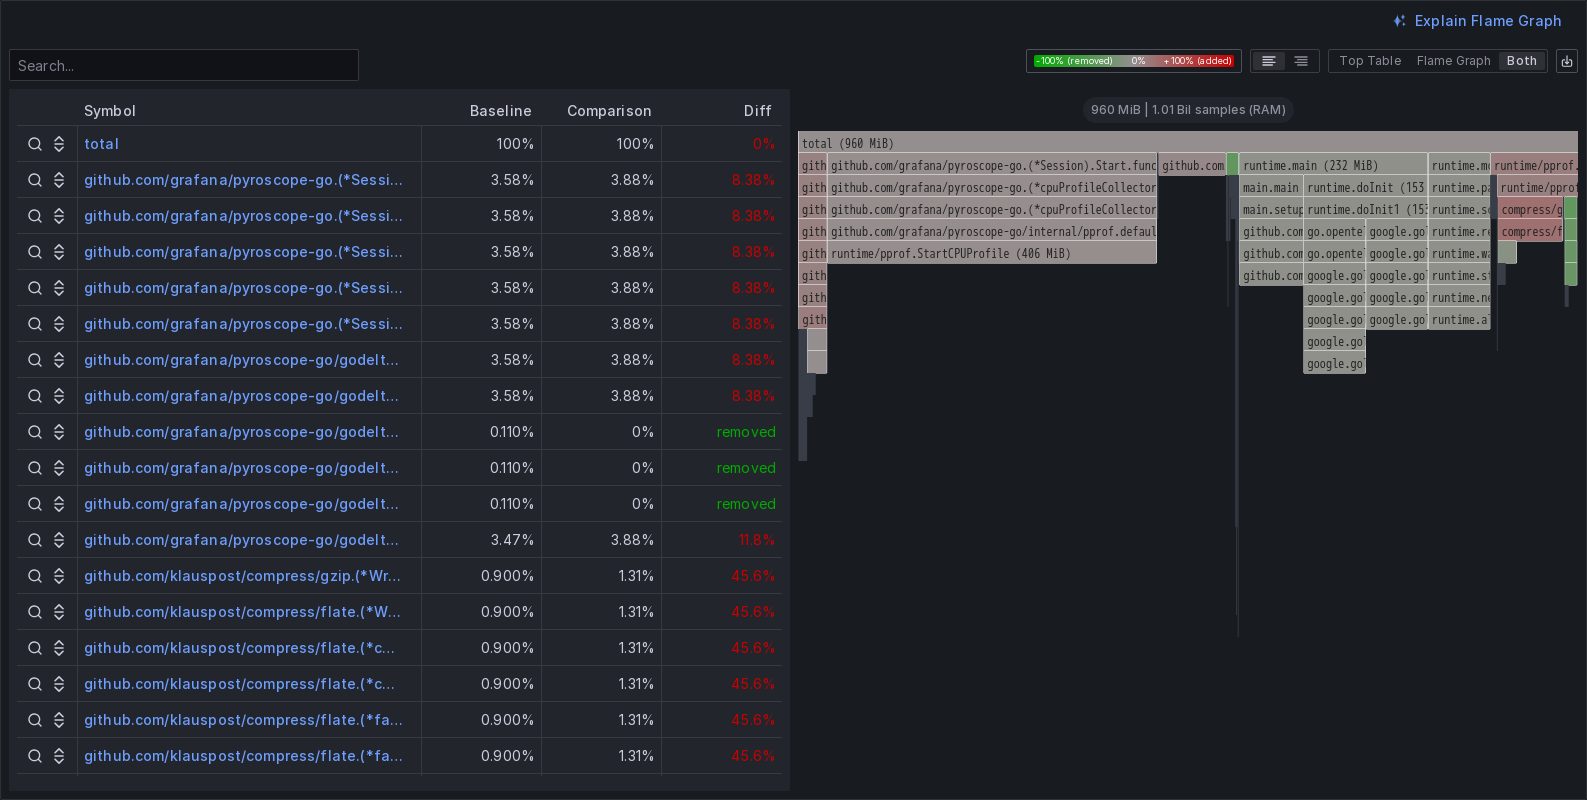 Explain Flame Graph
Search...
-100% (removed) 0% +100% (added)
Top Table Flame Graph Both
Symbol Baseline Comparison Diff
total 100% 100% 0%
github.com/grafana/pyroscope-go.(*Sessi... 3.58% 3.88% 8.38%
github.com/grafana/pyroscope-go.(*Sessi... 3.58% 3.88% 8.38%
github.com/grafana/pyroscope-go.(*Sessi... 3.58% 3.88% 8.38%
github.com/grafana/pyroscope-go.(*Sessi... 3.58% 3.88% 8.38%
github.com/grafana/pyroscope-go.(*Sessi... 3.58% 3.88% 8.38%
github.com/grafana/pyroscope-go/godelt... 3.58% 3.88% 8.38%
github.com/grafana/pyroscope-go/godelt... 3.58% 3.88% 8.38%
github.com/grafana/pyroscope-go/godelt... 0.110% 0% removed
github.com/grafana/pyroscope-go/godelt... 0.110% 0% removed
github.com/grafana/pyroscope-go/godelt... 0.110% 0% removed
github.com/grafana/pyroscope-go/godelt... 3.47% 3.88% 11.8%
github.com/klauspost/compress/gzip.(*Wr... 0.900% 1.31% 45.6%
github.com/klauspost/compress/flate.(*W... 0.900% 1.31% 45.6%
github.com/klauspost/compress/flate.(*c... 0.900% 1.31% 45.6%
github.com/klauspost/compress/flate.(*c... 0.900% 1.31% 45.6%
github.com/klauspost/compress/flate.(*fa... 0.900% 1.31% 45.6%
github.com/klauspost/compress/flate.(*fa... 0.900% 1.31% 45.6%
960 MiB | 1.01 Bil samples (RAM)
total (960 MiB)
gith github.com/grafana/pyroscope-go.(*Session).Start.func github.com runtime.main (232 MiB) runtime.m runtime/pprof.
gith github.com/grafana/pyroscope-go.(*cpuProfileCollector main.main runtime.doInit (153 runtime.pa runtime/pprof
gith github.com/grafana/pyroscope-go.(*cpuProfileCollector main.setup runtime.doInit1 (153 runtime.sc compress/g
gith github.com/grafana/pyroscope-go/internal/pprof.defaul github.com go.opente google.go runtime.re compress/f
gith runtime/pprof.StartCPUProfile (406 MiB) github.com go.opente google.go runtime.wa
gith github.com google.go google.go runtime.st
gith google.go google.go runtime.ne
gith google.go google.go runtime.a
google.go
google.go